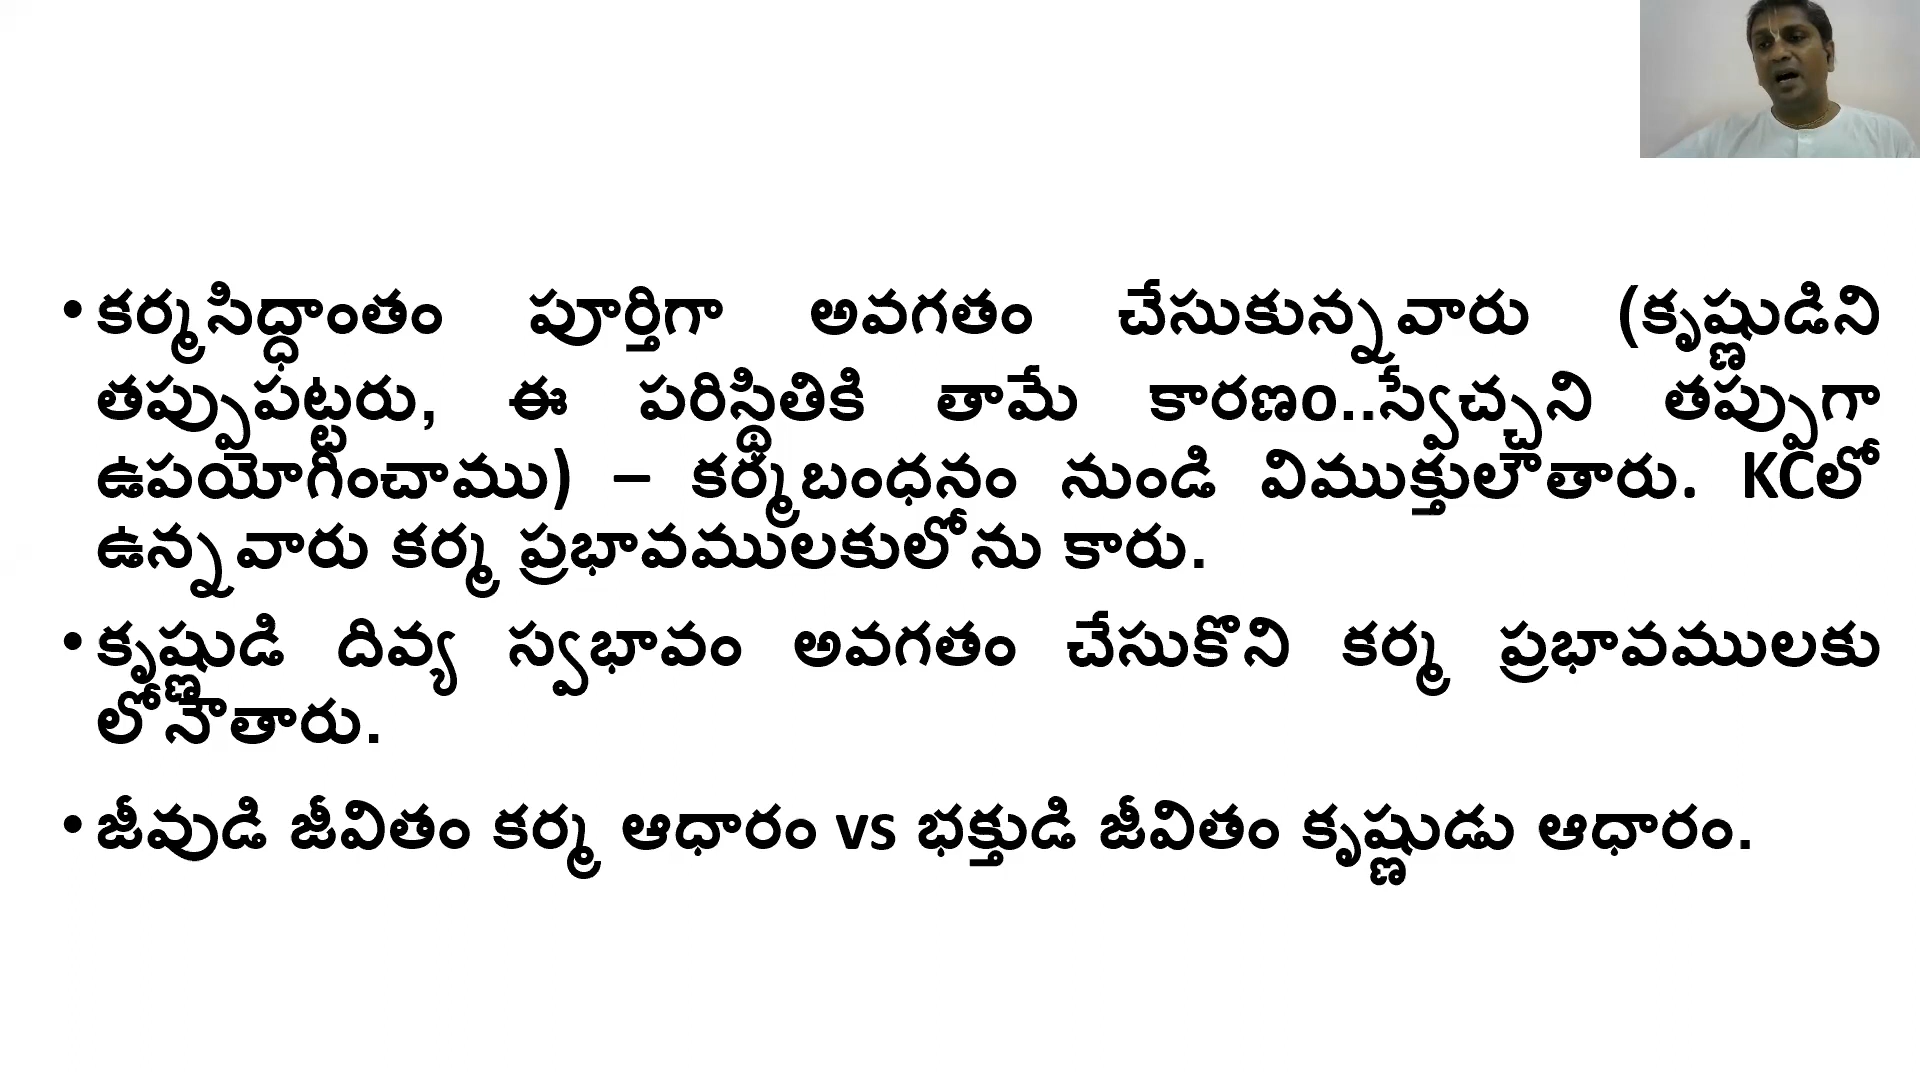 • కర్మసిద్ధాంతం పూర్తిగా అవగతం చేసుకున్నవారు (కృష్ణుడిని
తప్పుపట్టరు, ఈ పరిస్థితికి తామే కారణం..స్వేచ్చని తప్పుగా
ఉపయోగించాము) – కర్మబంధనం నుండి విముక్తులౌతారు. KCలో
ఉన్నవారు కర్మ ప్రభావములకులోను కారు.
• కృష్ణుడి దివ్య స్వభావం అవగతం చేసుకొని కర్మ ప్రభావములకు
లోనౌతారు.
• జీవుడి జీవితం కర్మ ఆధారం vs భక్తుడి జీవితం కృష్ణుడు ఆధారం.